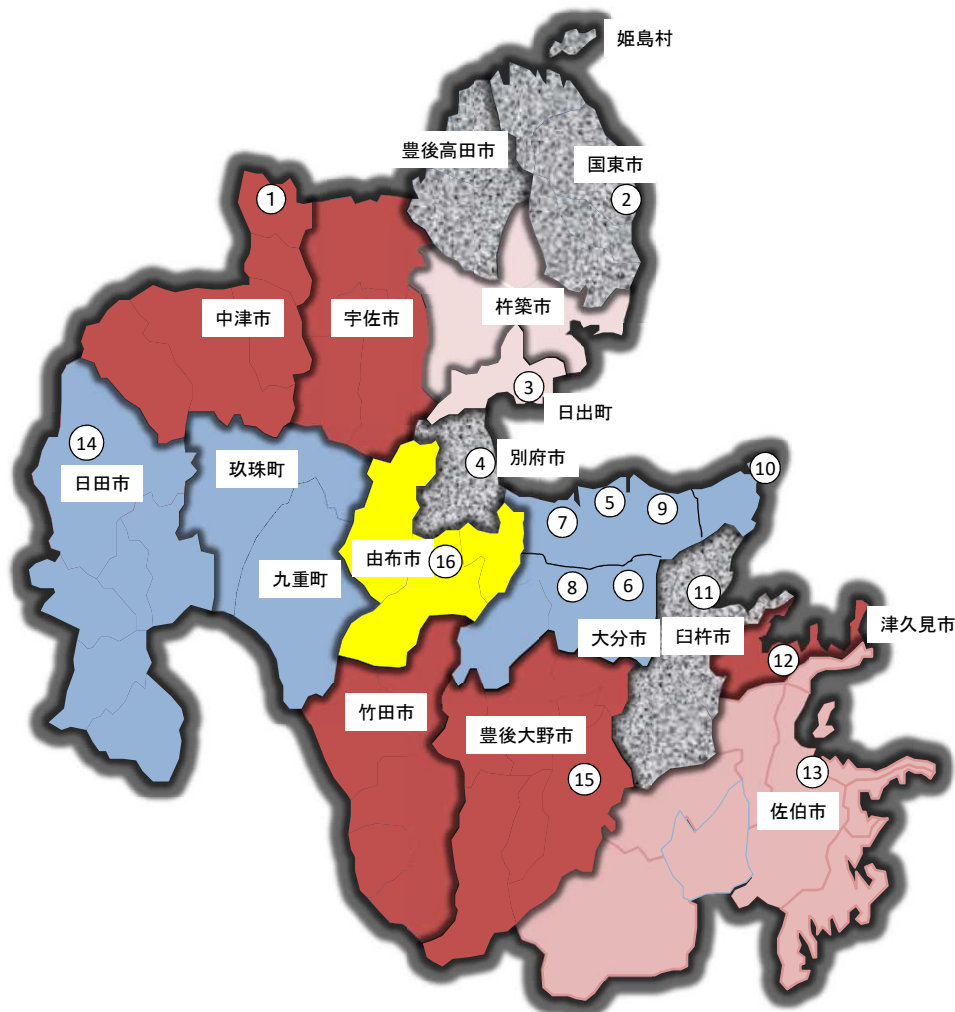 姫島村
豊後高田市
国東市
①
②
中津市
宇佐市
杵築市
③
日出町
⑭
日田市
玖珠町
④
別府市
⑩
⑦
⑤
⑨
由布市
⑯
九重町
⑧
⑥
⑪
大分市
臼杵市
津久見市
⑫
竹田市
豊後大野市
⑮
⑬
佐伯市